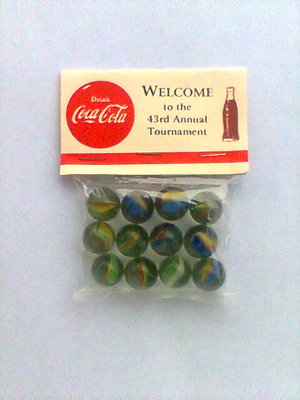 Drink
Coca-Cola
WELCOME
to the
43rd Annual
Tournament